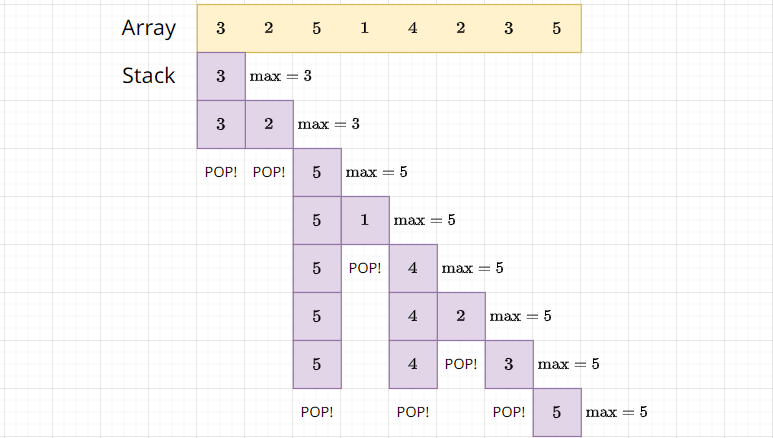 Array 3 2 5 1 4 2 3 5
Stack 3 max = 3
3 2 max = 3
POP! POP! 5 max = 5
5 1 max = 5
5 POP! 4 max = 5
5 4 2 max = 5
5 4 POP! 3 max = 5
POP! POP! POP! 5 max = 5